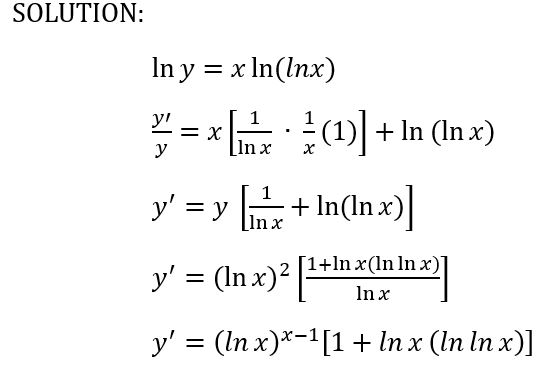 SOLUTION:
ln y = x ln(lnx)
y′/y = x [1/ln x · 1/x (1)] + ln (ln x)
y′ = y [1/ln x + ln(ln x)]
y′ = (ln x)² [1+ln x(ln ln x)/ln x]
y′ = (ln x)ˣ⁻¹[1 + ln x (ln ln x)]